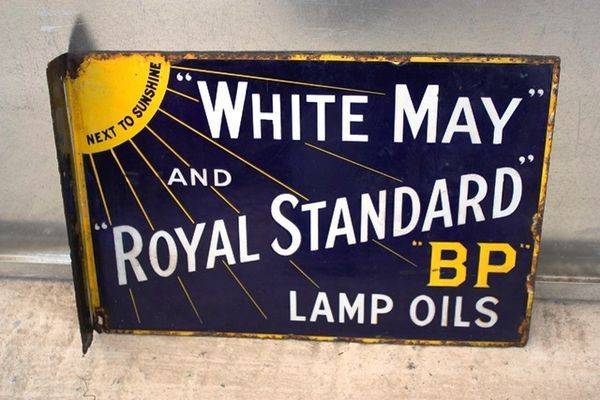 NEXT TO SUNSHINE
"WHITE MAY"
AND
"ROYAL STANDARD"
"BP"
LAMP OILS